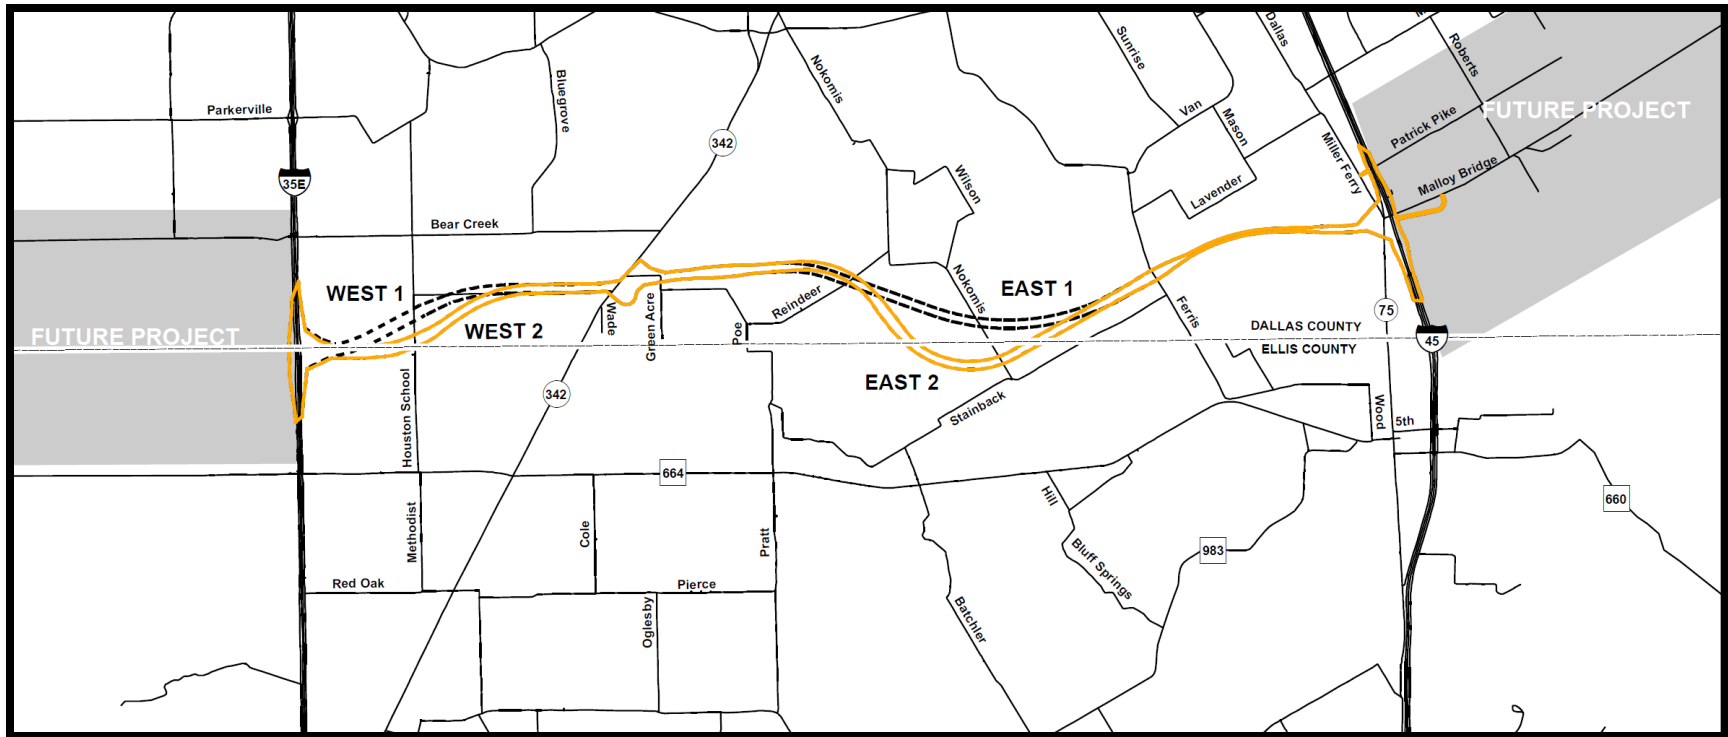 Dallas
Sunrise
Roberts
Nokomis
Bluegrove
Parkerville
Van
Mason
FUTURE PROJECT
Patrick Pike
342
Miller Ferry
Malloy Bridge
35E
Wilson
Lavender
Bear Creek
Nokomis
EAST 1
WEST 1
Reindeer
Green Acre
Wade
Ferris
75
WEST 2
Poe
FUTURE PROJECT
DALLAS COUNTY
45
ELLIS COUNTY
EAST 2
342
Stainback
Houston School
Wood
5th
664
Hill
660
Methodist
Cole
Pratt
983
Bluff Springs
Red Oak
Pierce
Oglesby
Batchler